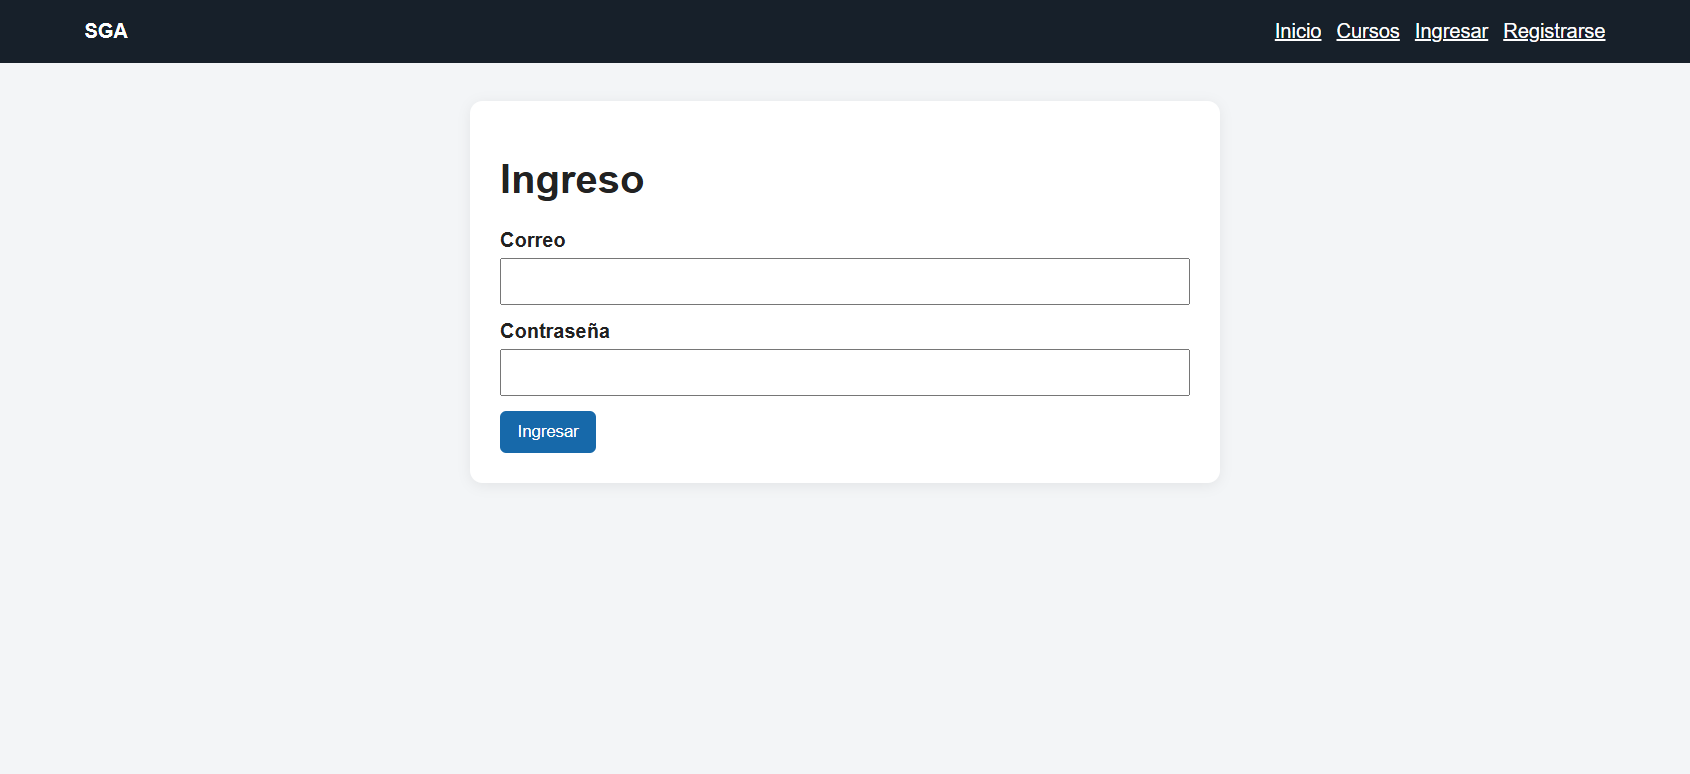 SGA
Inicio Cursos Ingresar Registrarse
Ingreso
Correo
Contraseña
Ingresar